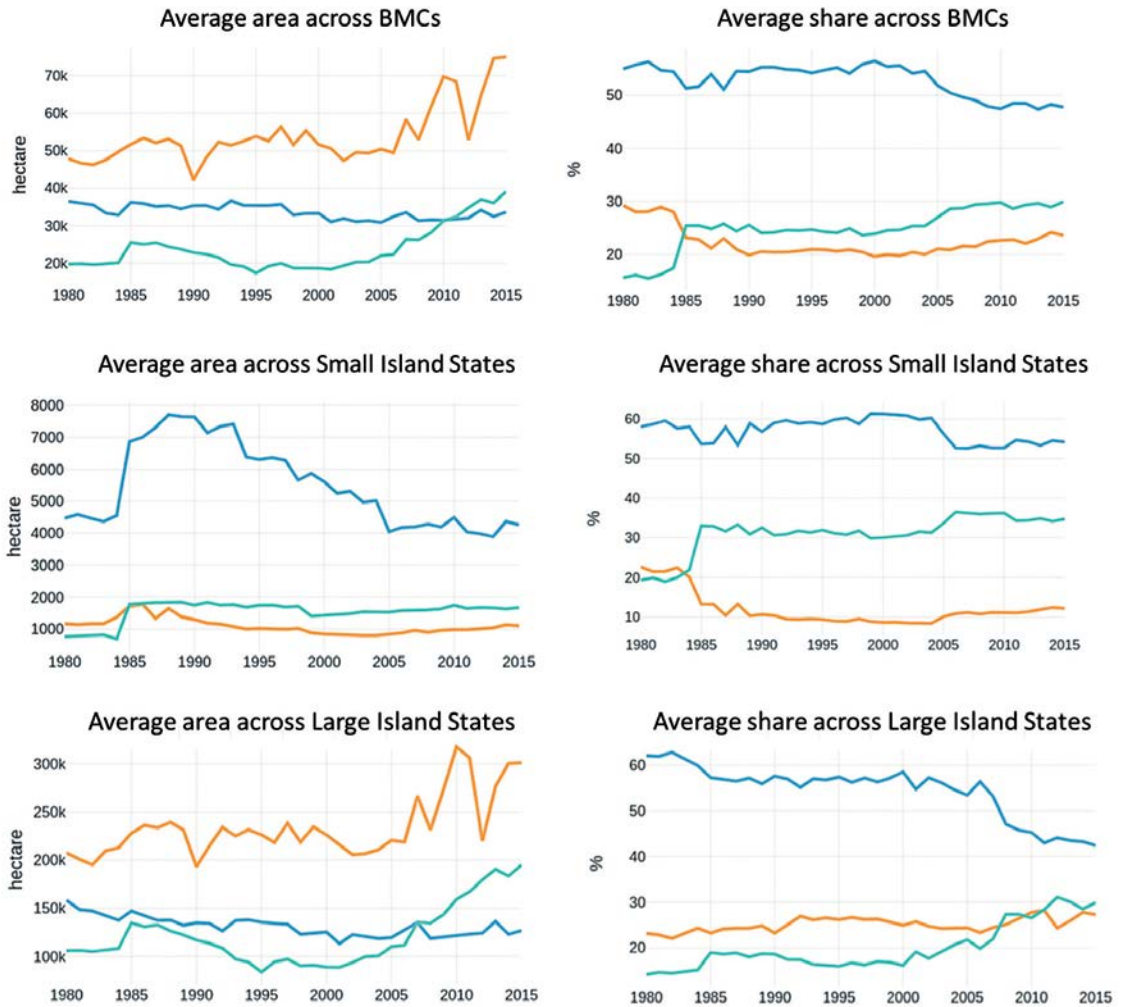 Average area across BMCs
hectare
70k
60k
50k
40k
30k
20k
1980 1985 1990 1995 2000 2005 2010 2015
Average share across BMCs
%
50
40
30
20
1980 1985 1990 1995 2000 2005 2010 2015
Average area across Small Island States
hectare
8000
7000
6000
5000
4000
3000
2000
1000
1980 1985 1990 1995 2000 2005 2010 2015
Average share across Small Island States
%
60
50
40
30
20
10
1980 1985 1990 1995 2000 2005 2010 2015
Average area across Large Island States
hectare
300k
250k
200k
150k
100k
1980 1985 1990 1995 2000 2005 2010 2015
Average share across Large Island States
%
60
50
40
30
20
1980 1985 1990 1995 2000 2005 2010 2015